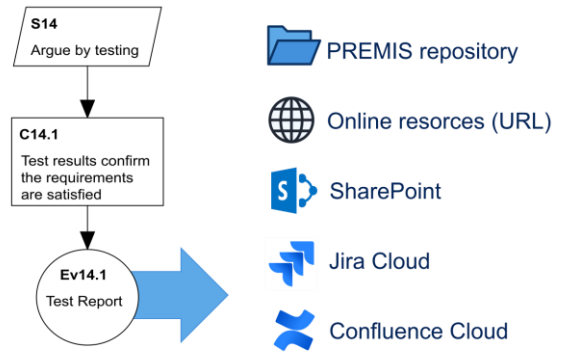 S14
Argue by testing
C14.1
Test results confirm
the requirements
are satisfied
Ev14.1
Test Report
PREMIS repository
Online resorces (URL)
S
SharePoint
Jira Cloud
Confluence Cloud